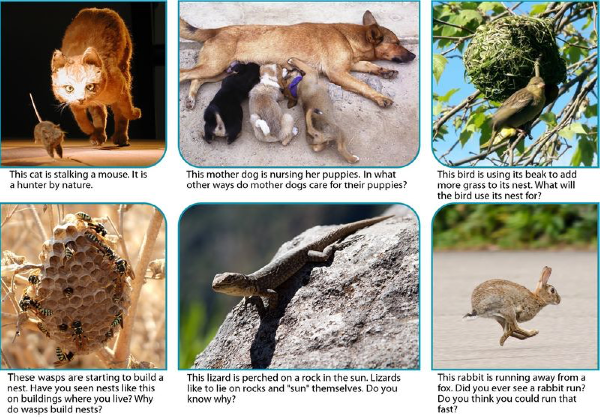 This cat is stalking a mouse. It is
a hunter by nature.
This mother dog is nursing her puppies. In what
other ways do mother dogs care for their puppies?
This bird is using its beak to add
more grass to its nest. What will
the bird use its nest for?
These wasps are starting to build a
nest. Have you seen nests like this
on buildings where you live? Why
do wasps build nests?
This lizard is perched on a rock in the sun. Lizards
like to lie on rocks and "sun" themselves. Do you
know why?
This rabbit is running away from a
fox. Did you ever see a rabbit run?
Do you think you could run that
fast?